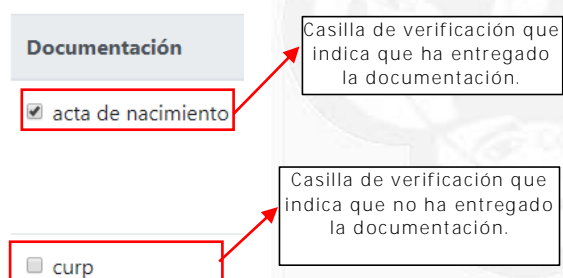 Documentación
Casilla de verificación que
indica que ha entregado
la documentación.
acta de nacimiento
Casilla de verificación que
indica que no ha entregado
la documentación.
curp